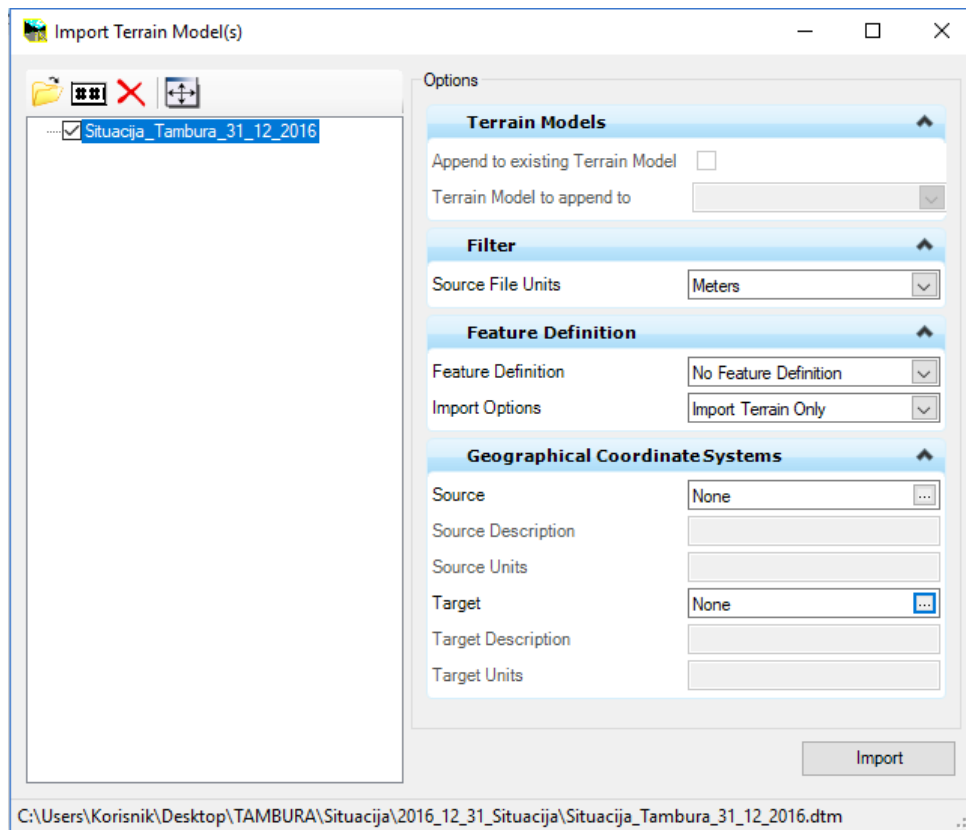 Import Terrain Model(s)
Options
Situacija_Tambura_31_12_2016
Terrain Models
Append to existing Terrain Model
Terrain Model to append to
Filter
Source File Units
Meters
Feature Definition
Feature Definition
No Feature Definition
Import Options
Import Terrain Only
Geographical Coordinate Systems
Source
None
...
Source Description
Source Units
Target
None
...
Target Description
Target Units
Import
C:\Users\Korisnik\Desktop\TAMBURA\Situacija\2016_12_31_Situacija\Situacija_Tambura_31_12_2016.dtm